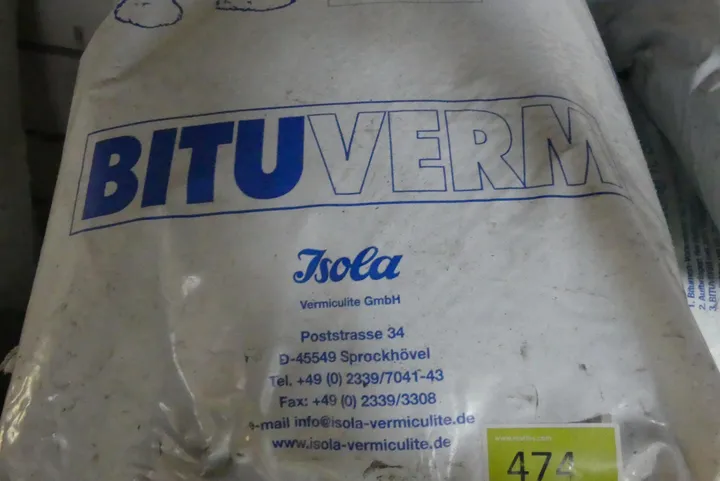 BITUVERM
Isola
Vermiculite GmbH
Poststrasse 34
D-45549 Sprockhövel
Tel. +49 (0) 2339/7041-43
Fax: +49 (0) 2339/3308
e-mail info@isola-vermiculite.de
www.isola-vermiculite.de
474